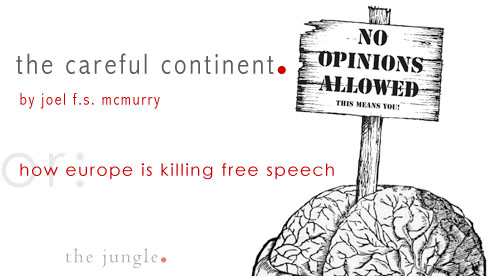 the careful continent.
by joel f.s. mcmurry
or:
how europe is killing free speech
the jungle.
NO
OPINIONS
ALLOWED
THIS MEANS YOU!